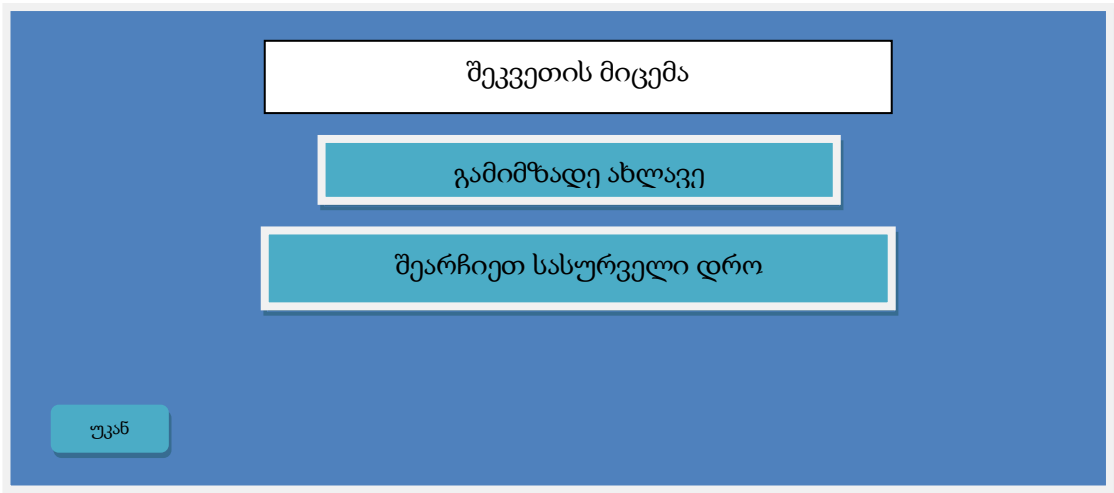 შეკვეთის მიცემა
გამიმზადე ახლავე
შეარჩიეთ სასურველი დრო
უკან